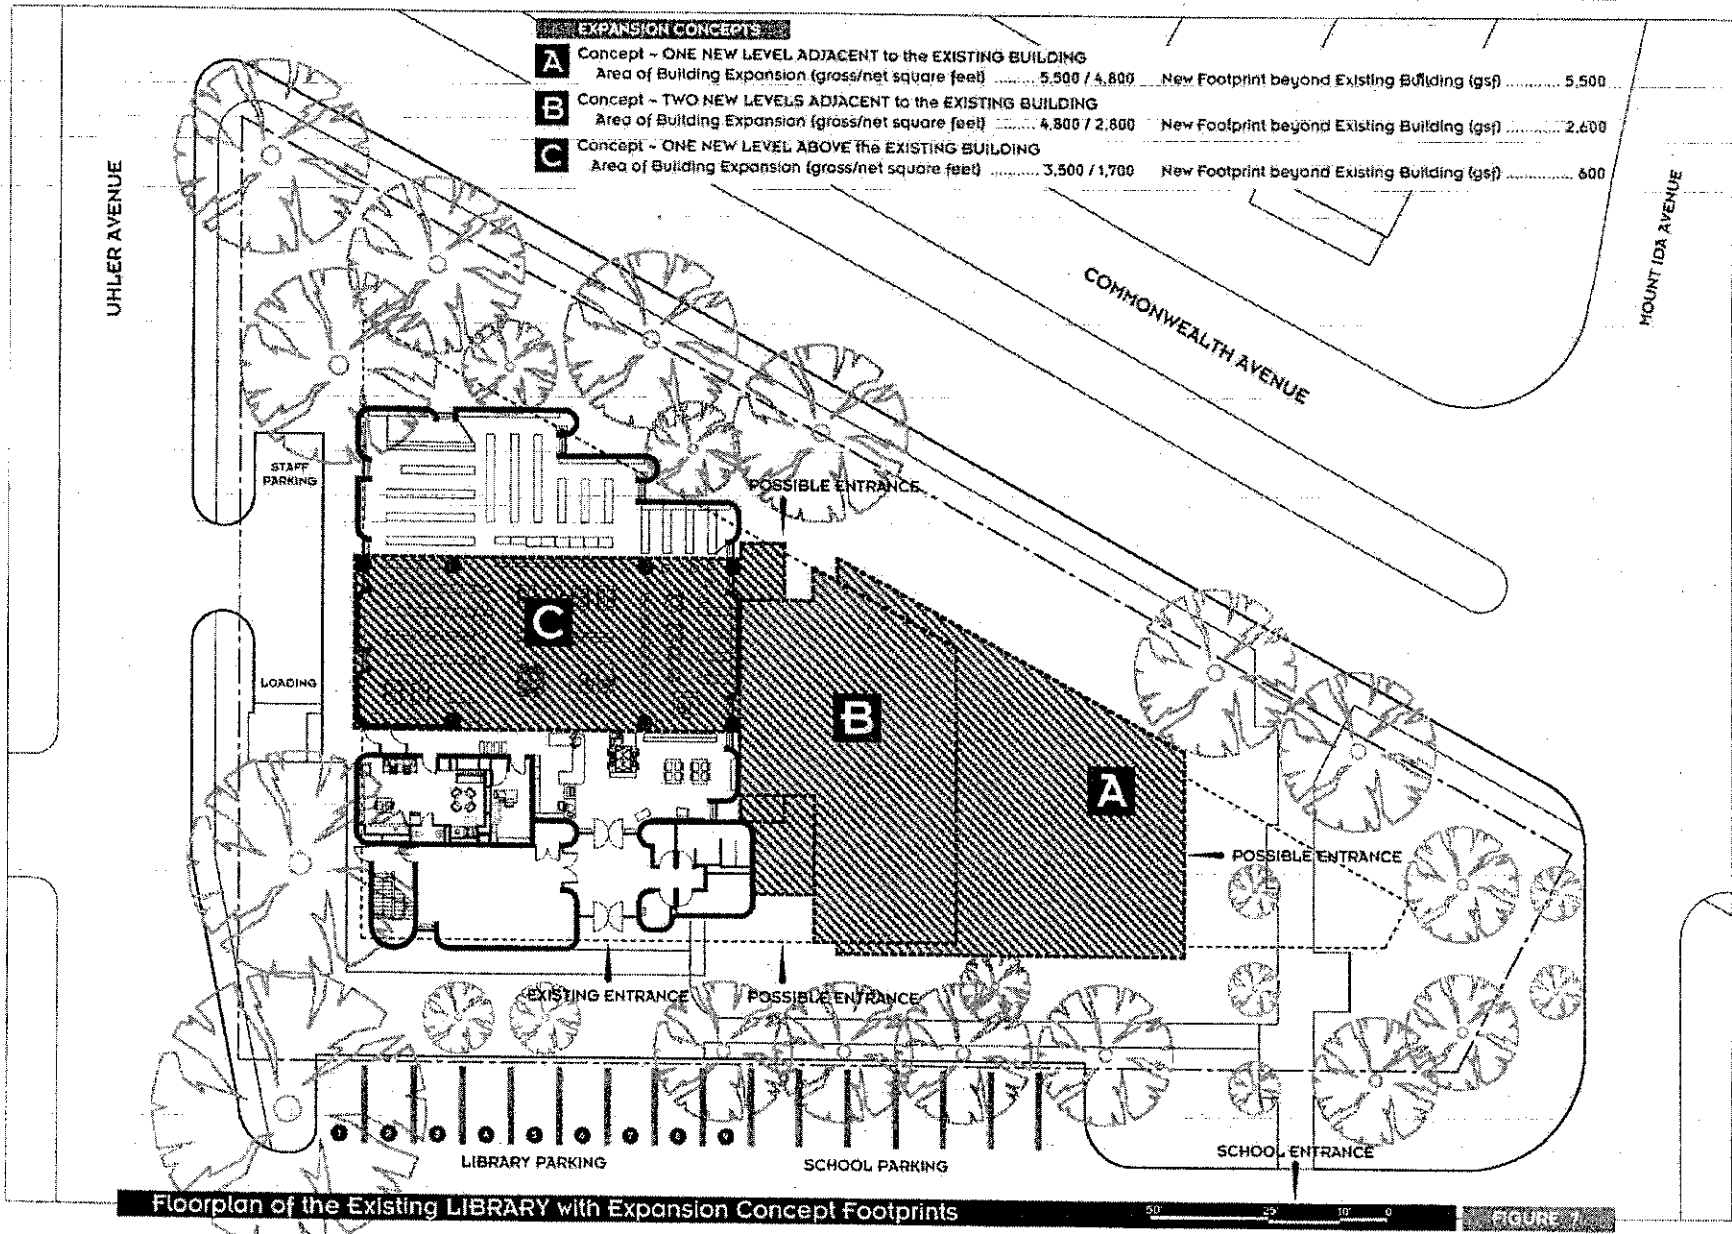 EXPANSION CONCEPTS
A Concept ~ ONE NEW LEVEL ADJACENT to the EXISTING BUILDING
Area of Building Expansion (gross/net square feet) ........ 5,500 / 4,800 New Footprint beyond Existing Building (gsf) ............ 5,500
B Concept ~ TWO NEW LEVELS ADJACENT to the EXISTING BUILDING
Area of Building Expansion (gross/net square feet) ........ 4,800 / 2,800 New Footprint beyond Existing Building (gsf) ............ 2,600
C Concept ~ ONE NEW LEVEL ABOVE the EXISTING BUILDING
Area of Building Expansion (gross/net square feet) ......... 3,500 / 1,700 New Footprint beyond Existing Building (gsf) ............ 600
UHLER AVENUE
MOUNT IDA AVENUE
COMMONWEALTH AVENUE
STAFF
PARKING
POSSIBLE ENTRANCE
C
LOADING
B
A
POSSIBLE ENTRANCE
EXISTING ENTRANCE
POSSIBLE ENTRANCE
1 2 3 4 5 6 7 8 9
LIBRARY PARKING
SCHOOL PARKING
SCHOOL ENTRANCE
Floorplan of the Existing LIBRARY with Expansion Concept Footprints
50' 25' 10' 0
FIGURE 7